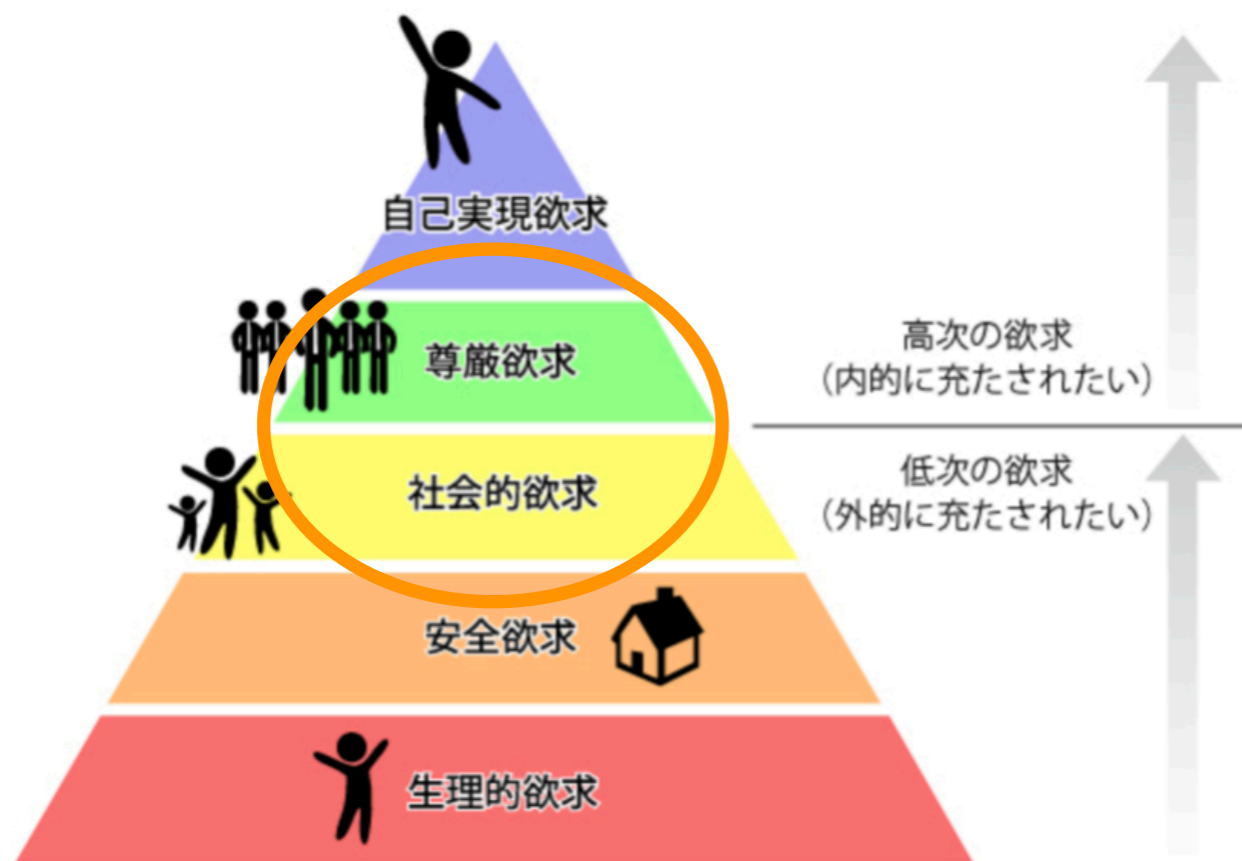 自己実現欲求
尊厳欲求
高次の欲求
（内的に充たされたい）
社会的欲求
低次の欲求
（外的に充たされたい）
安全欲求
生理的欲求